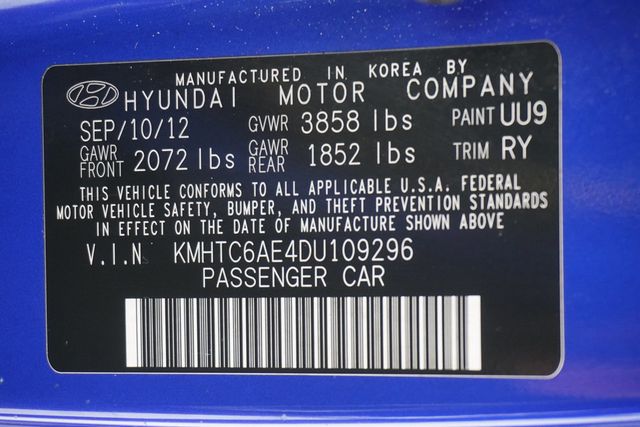 MANUFACTURED IN KOREA BY
HYUNDAI MOTOR COMPANY
SEP/10/12 GVWR 3858 lbs PAINT UU9
GAWR FRONT 2072 lbs GAWR REAR 1852 lbs TRIM RY
THIS VEHICLE CONFORMS TO ALL APPLICABLE U.S.A. FEDERAL
MOTOR VEHICLE SAFETY, BUMPER, AND THEFT PREVENTION STANDARDS
IN EFFECT ON THE DATE OF MANUFACTURE SHOWN ABOVE
V.I.N KMHTC6AE4DU109296
PASSENGER CAR